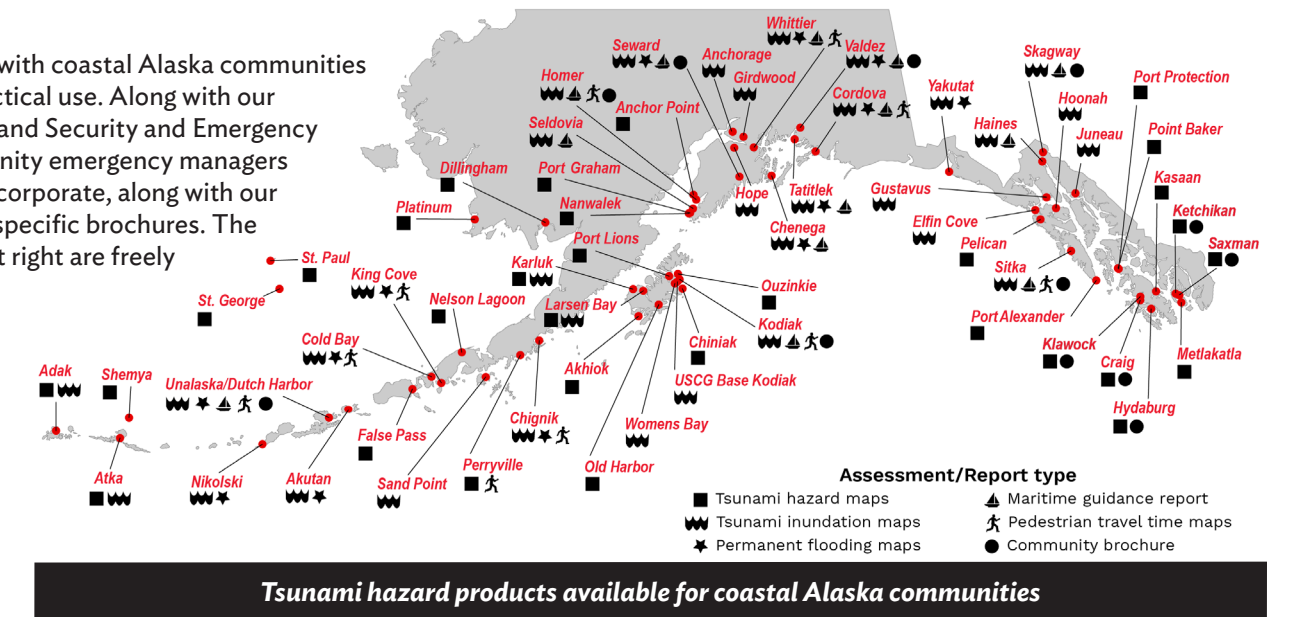 with coastal Alaska communities
ctical use. Along with our
and Security and Emergency
nity emergency managers
corporate, along with our
specific brochures. The
t right are freely
Whittier
Seward
Anchorage
Valdez
Skagway
Homer
Girdwood
Port Protection
Yakutat
Cordova
Hoonah
Anchor Point
Seldovia
Haines
Juneau
Point Baker
Dillingham
Port Graham
Kasaan
Platinum
Nanwalek
Hope
Tatitlek
Gustavus
Ketchikan
Chenega
Elfin Cove
Port Lions
Pelican
Saxman
St. Paul
Karluk
Sitka
King Cove
St. George
Nelson Lagoon
Larsen Bay
Ouzinkie
Port Alexander
Kodiak
Cold Bay
Chiniak
Klawock
Metlakatla
Adak
Shemya
Akhiok
Craig
Unalaska/Dutch Harbor
USCG Base Kodiak
Hydaburg
Chignik
Womens Bay
False Pass
Perryville
Old Harbor
Atka
Nikolski
Akutan
Sand Point
Assessment/Report type
Tsunami hazard maps
Maritime guidance report
Tsunami inundation maps
Pedestrian travel time maps
Permanent flooding maps
Community brochure
Tsunami hazard products available for coastal Alaska communities